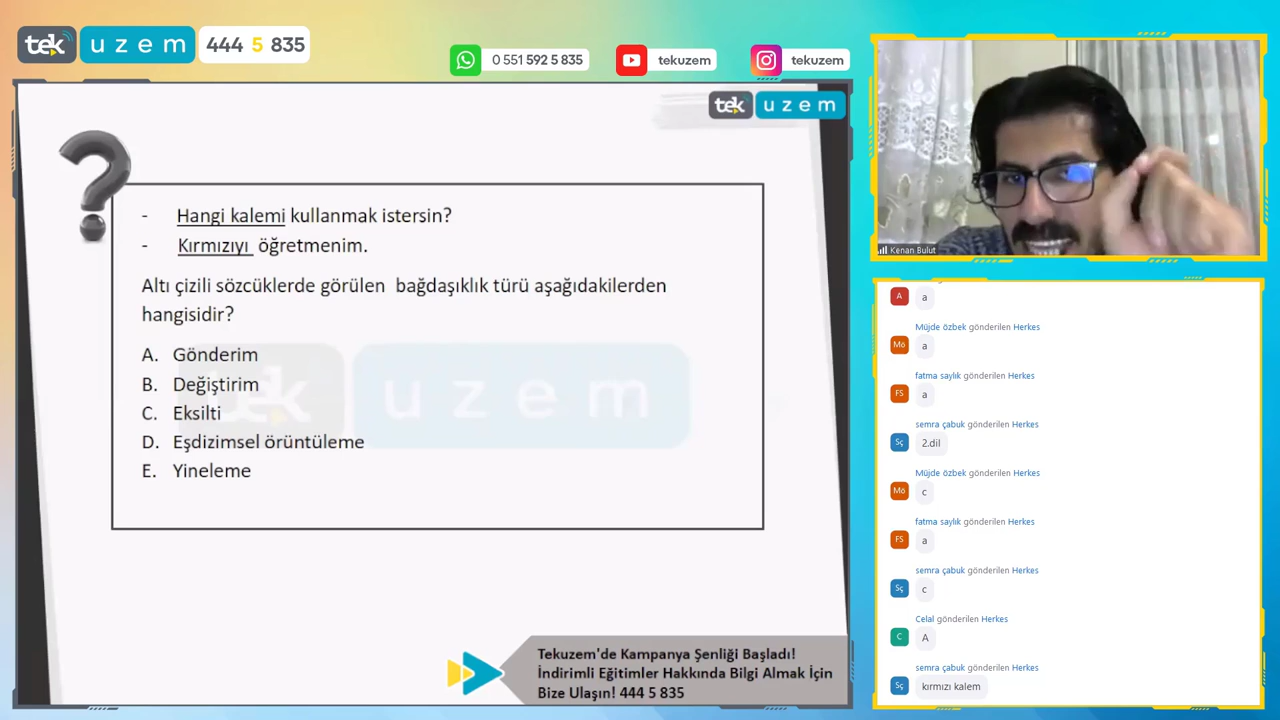 tek uzem 444 5 835
0 551 592 5 835
tekuzem
tekuzem
tek uzem
- Hangi kalemi kullanmak istersin?
- Kırmızıyı öğretmenim.
Altı çizili sözcüklerde görülen bağdaşıklık türü aşağıdakilerden
hangisidir?
A. Gönderim
B. Değiştirim
C. Eksilti
D. Eşdizimsel örüntüleme
E. Yineleme
tek uzem
Tekuzem'de Kampanya Şenliği Başladı!
İndirimli Eğitimler Hakkında Bilgi Almak İçin
Bize Ulaşın! 444 5 835
Kenan Bulut
A a
Müjde özbek gönderilen Herkes
MÖ a
fatma saylık gönderilen Herkes
FS a
semra çabuk gönderilen Herkes
SÇ 2.dil
Müjde özbek gönderilen Herkes
MÖ c
fatma saylık gönderilen Herkes
FS a
semra çabuk gönderilen Herkes
SÇ c
Celal gönderilen Herkes
C A
semra çabuk gönderilen Herkes
SÇ kırmızı kalem